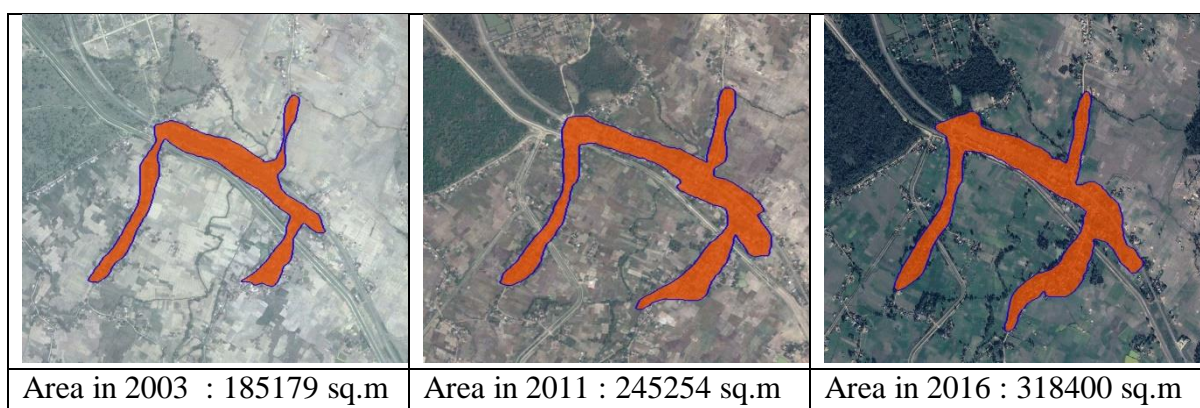 Area in 2003 : 185179 sq.m
Area in 2011 : 245254 sq.m
Area in 2016 : 318400 sq.m